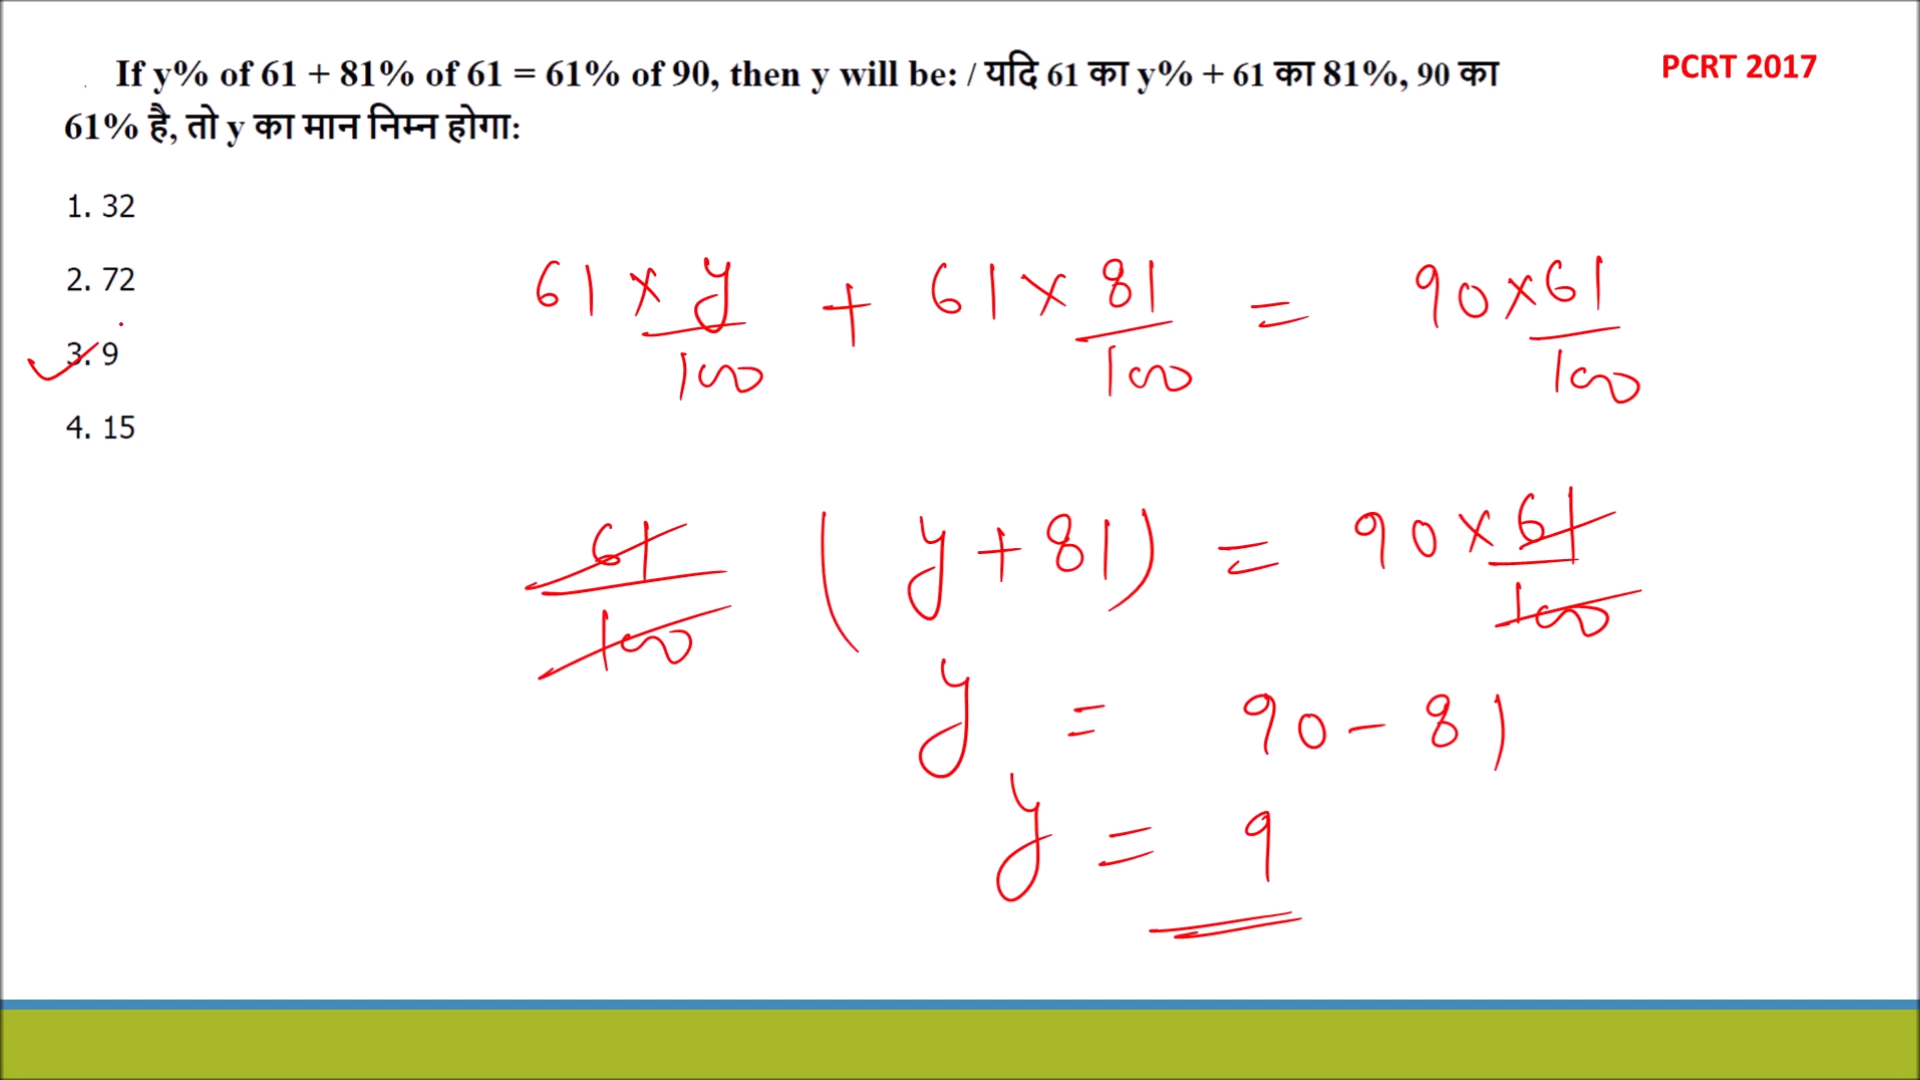 If y% of 61 + 81% of 61 = 61% of 90, then y will be: / यदि 61 का y% + 61 का 81%, 90 का
PCRT 2017
61% है, तो y का मान निम्न होगा:
1. 32
2. 72
3. 9
4. 15
61 × y/100 + 61 × 81/100 = 90 × 61/100
61/100 (y + 81) = 90 × 61/100
y = 90 - 81
y = 9